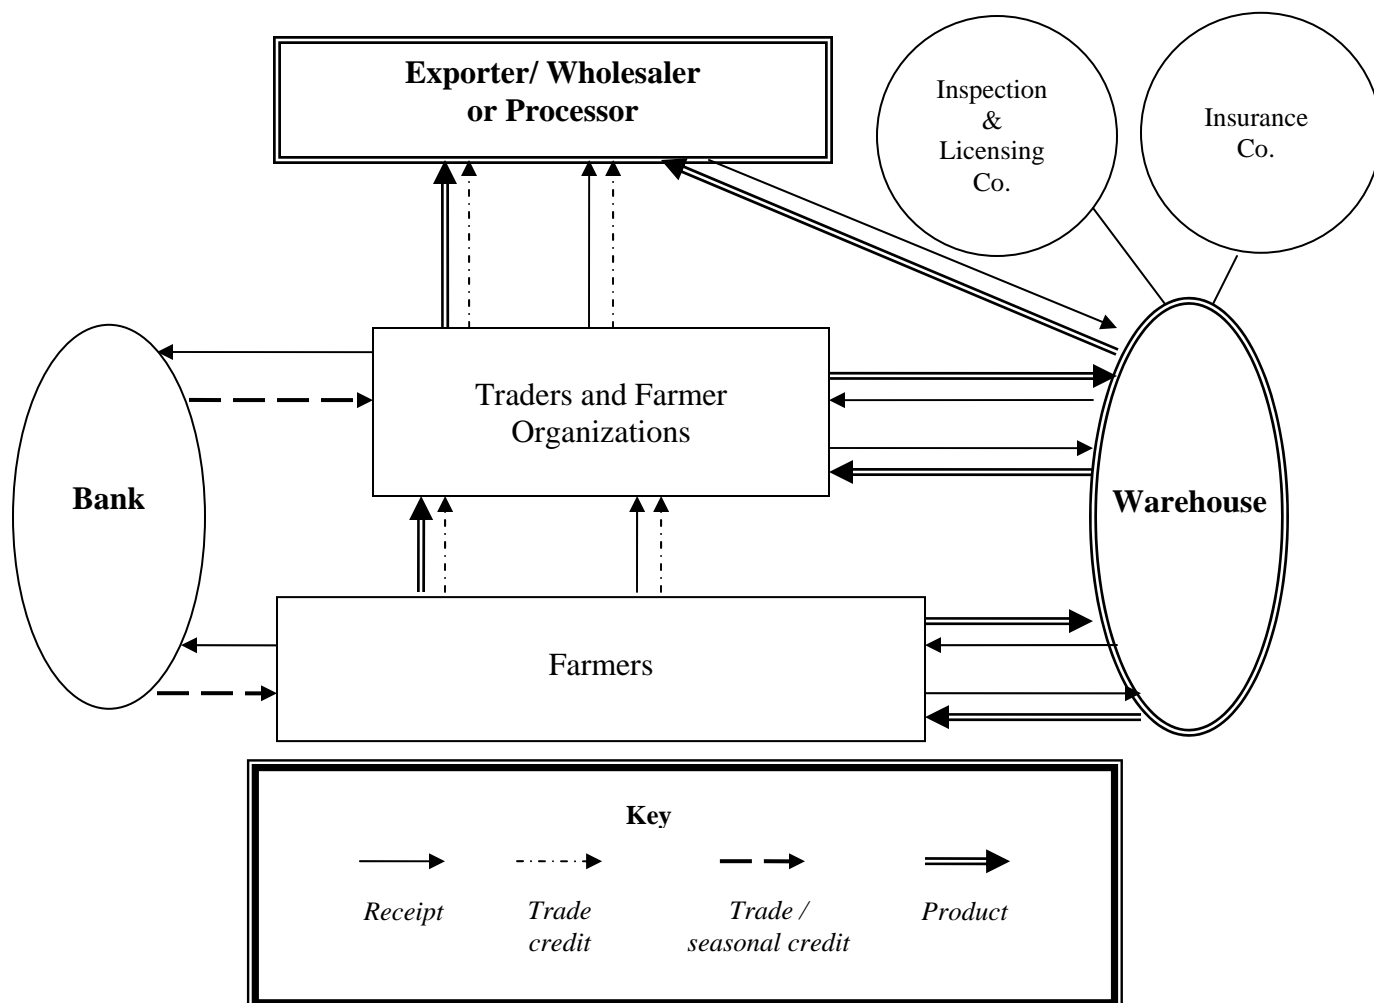 Exporter/ Wholesaler
or Processor
Inspection
&
Licensing
Co.
Insurance
Co.
Traders and Farmer
Organizations
Bank
Warehouse
Farmers
Key
Receipt
Trade
credit
Trade /
seasonal credit
Product